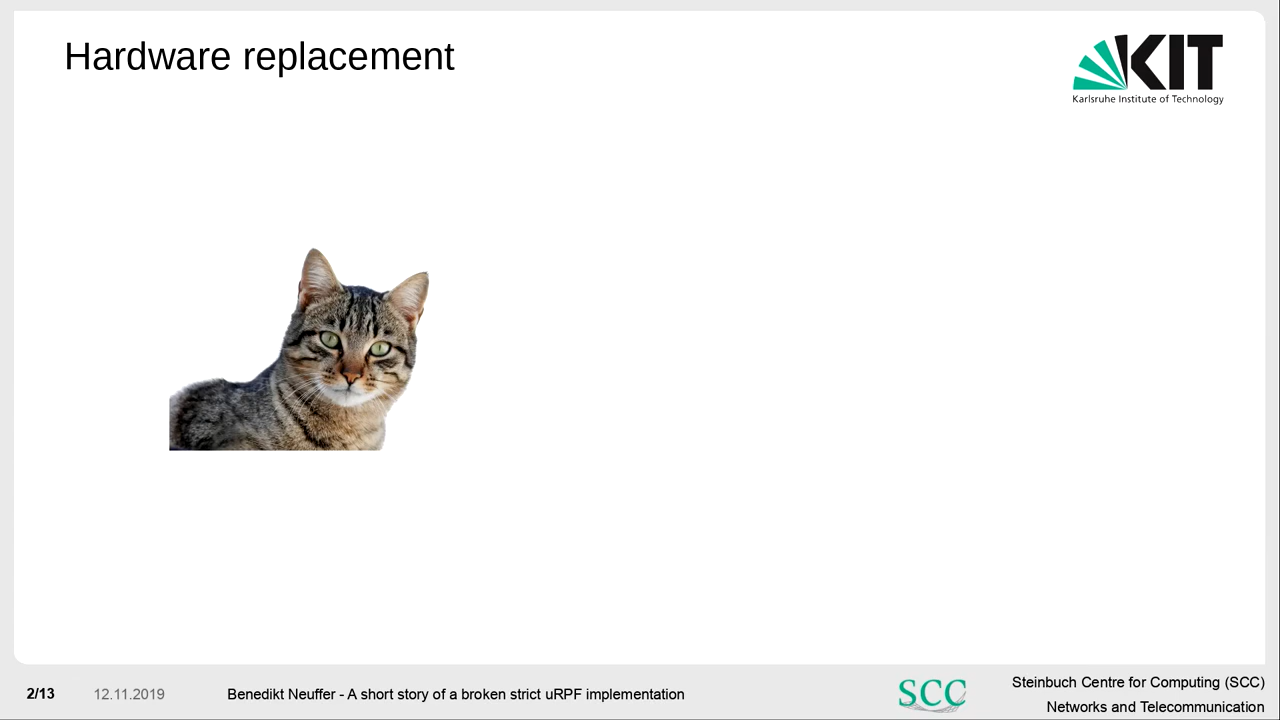 Hardware replacement
KIT
Karlsruhe Institute of Technology
2/13
12.11.2019
Benedikt Neuffer - A short story of a broken strict uRPF implementation
SCC
Steinbuch Centre for Computing (SCC)
Networks and Telecommunication